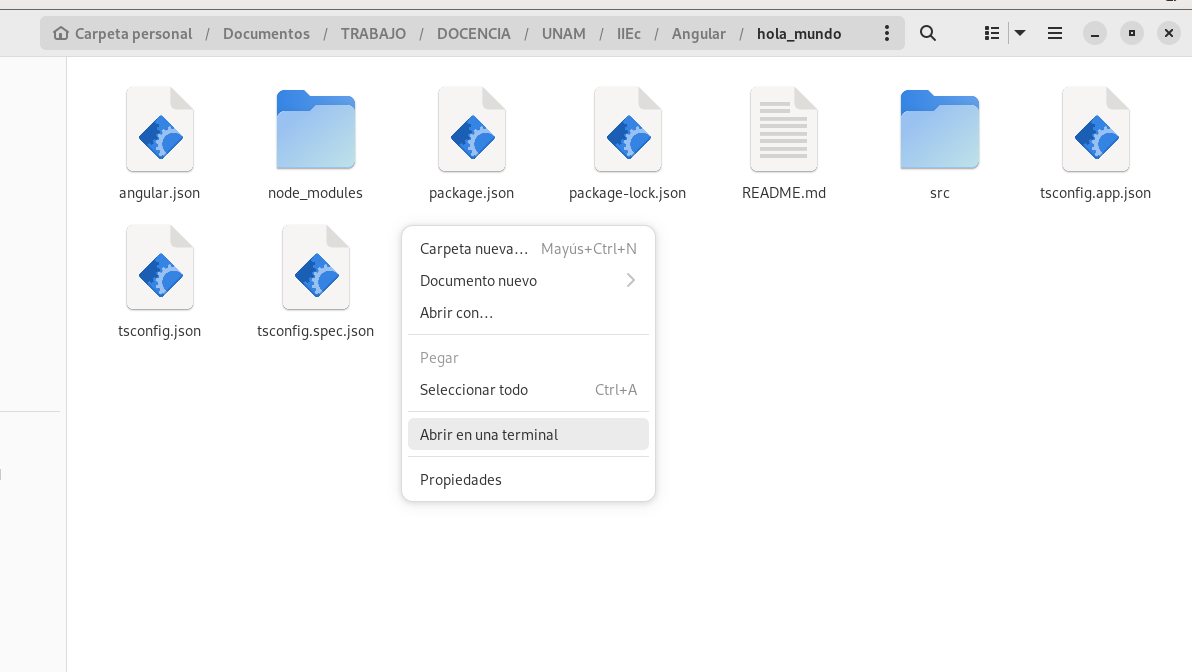 Carpeta personal / Documentos / TRABAJO / DOCENCIA / UNAM / IIEc / Angular / hola_mundo
angular.json node_modules package.json package-lock.json README.md src tsconfig.app.json
tsconfig.json tsconfig.spec.json
Carpeta nueva… Mayús+Ctrl+N
Documento nuevo
Abrir con…
Pegar
Seleccionar todo Ctrl+A
Abrir en una terminal
Propiedades